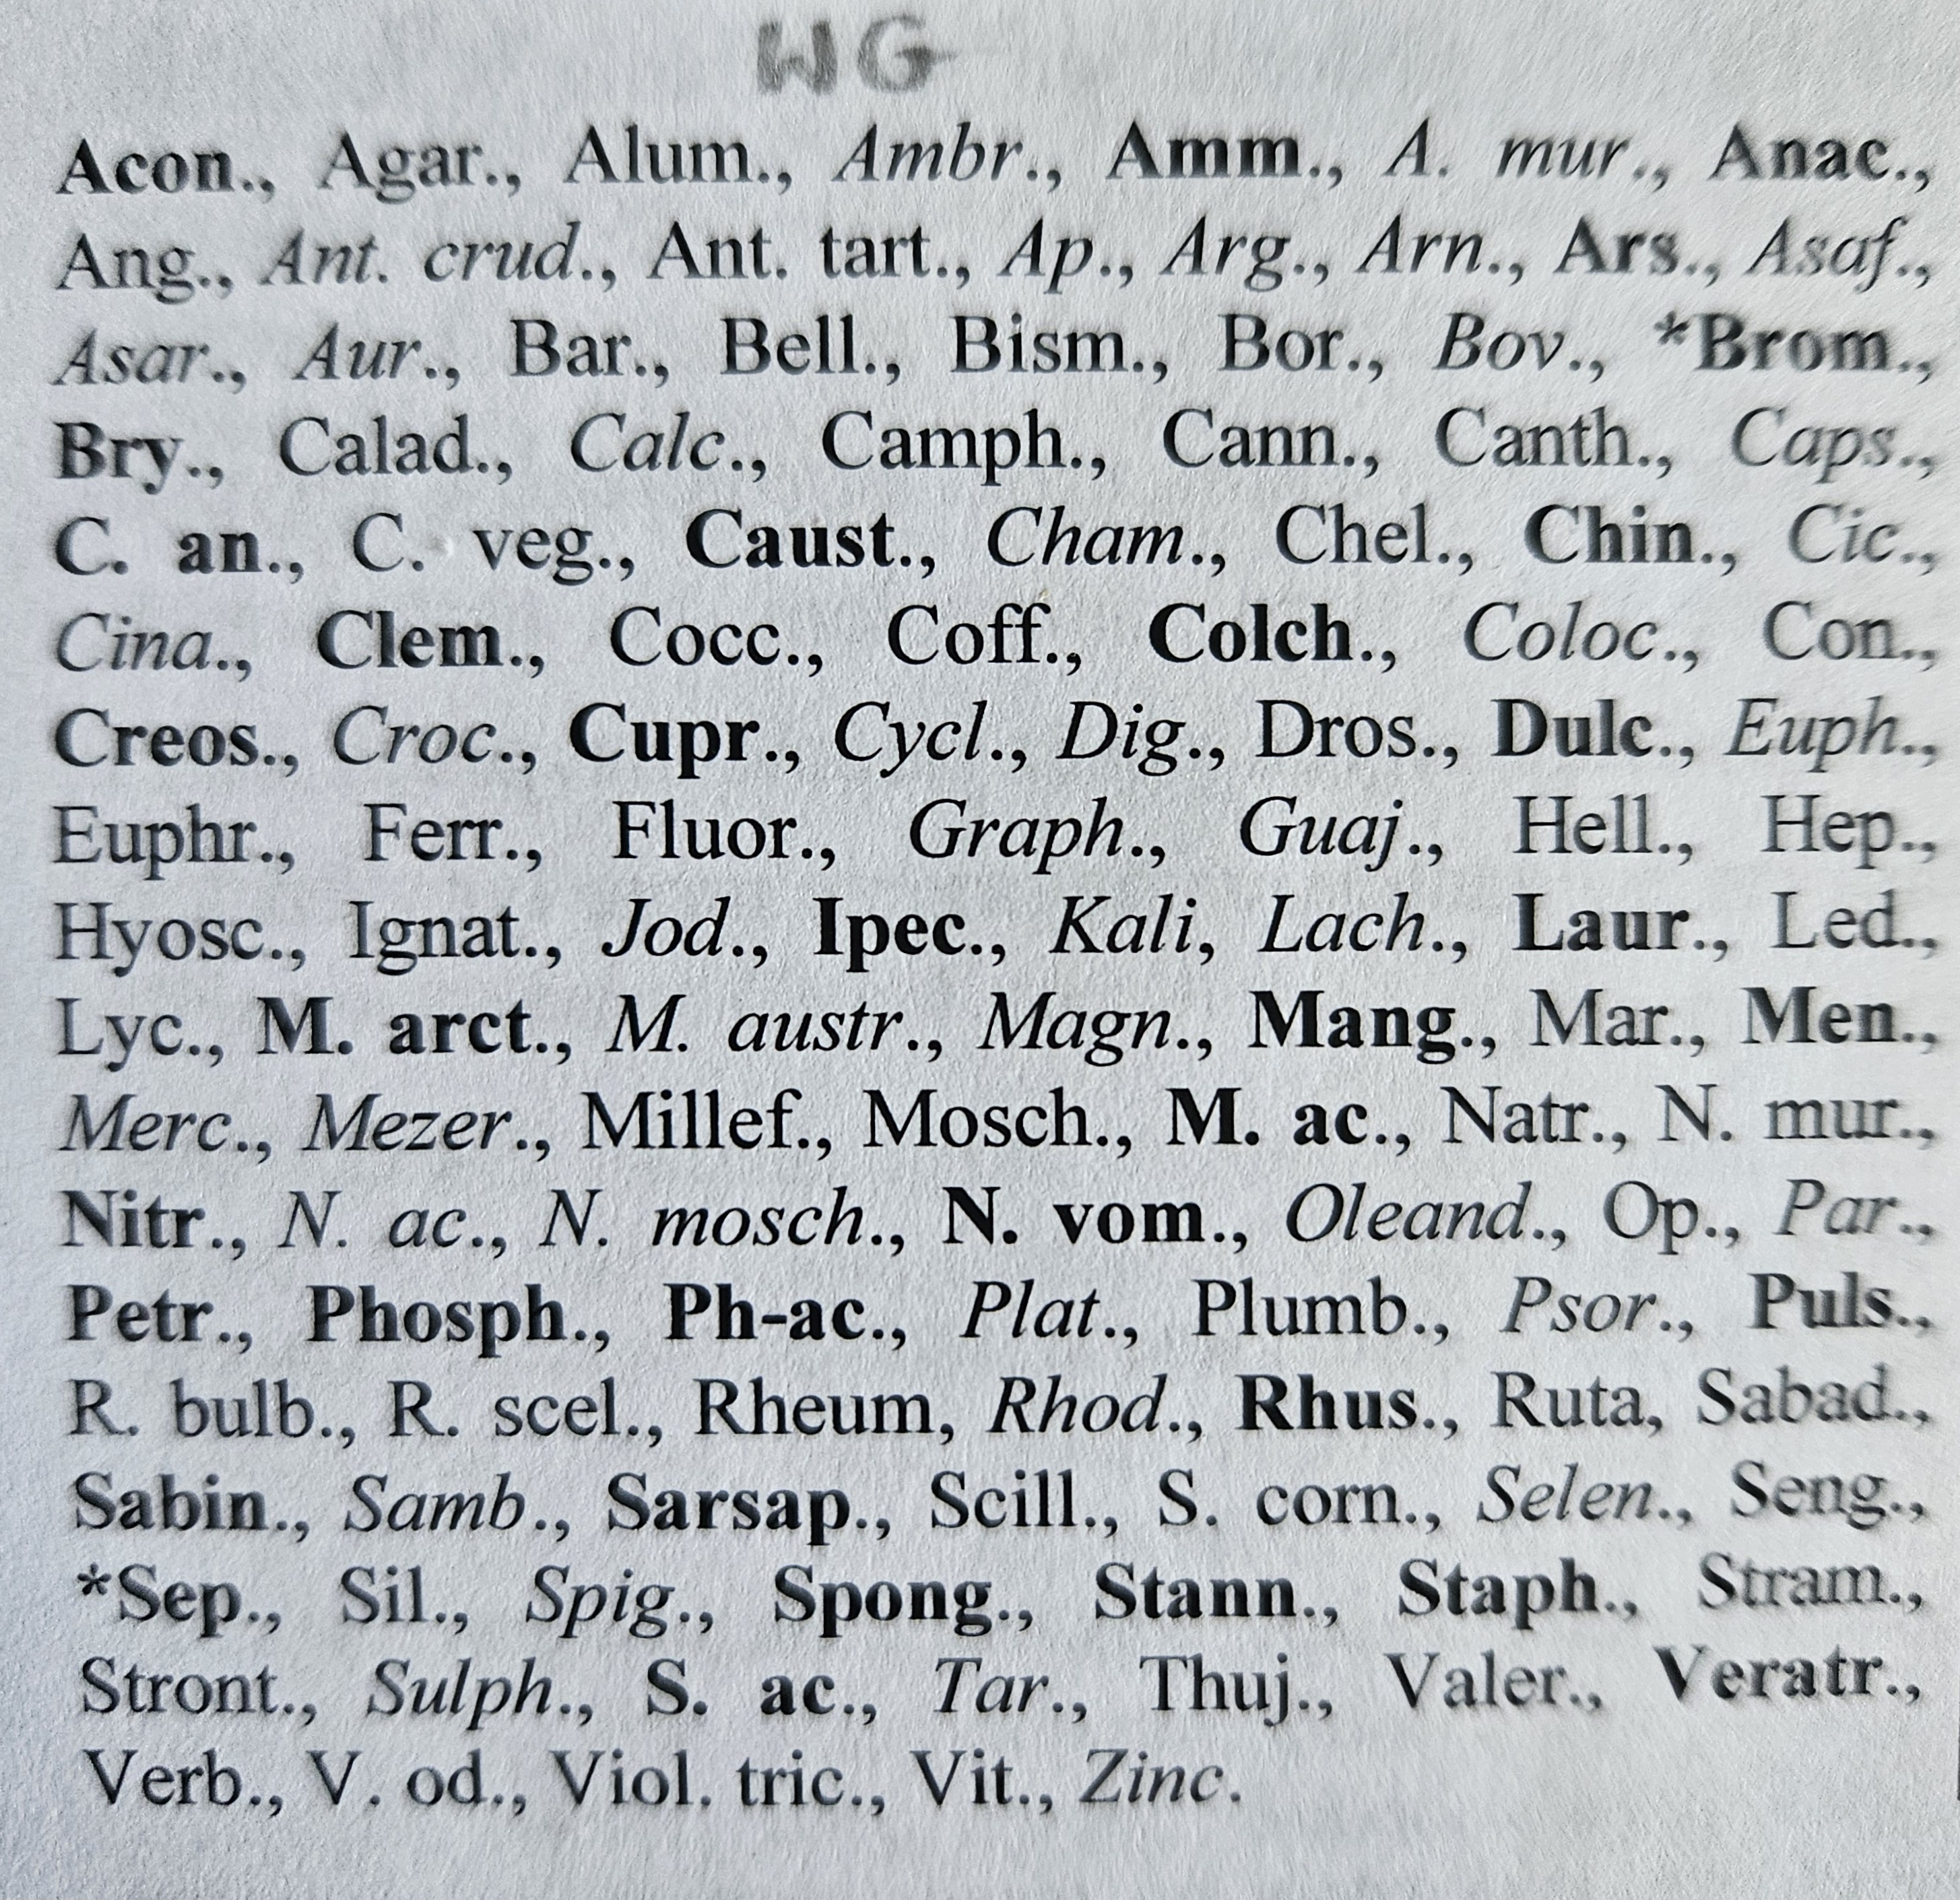 WG
Acon., Agar., Alum., Ambr., Amm., A. mur., Anac.,
Ang., Ant. crud., Ant. tart., Ap., Arg., Arn., Ars., Asaf.,
Asar., Aur., Bar., Bell., Bism., Bor., Bov., *Brom.,
Bry., Calad., Calc., Camph., Cann., Canth., Caps.,
C. an., C. veg., Caust., Cham., Chel., Chin., Cic.,
Cina., Clem., Cocc., Coff., Colch., Coloc., Con.,
Creos., Croc., Cupr., Cycl., Dig., Dros., Dulc., Euph.,
Euphr., Ferr., Fluor., Graph., Guaj., Hell., Hep.,
Hyosc., Ignat., Jod., Ipec., Kali, Lach., Laur., Led.,
Lyc., M. arct., M. austr., Magn., Mang., Mar., Men.,
Merc., Mezer., Millef., Mosch., M. ac., Natr., N. mur.,
Nitr., N. ac., N. mosch., N. vom., Oleand., Op., Par.,
Petr., Phosph., Ph-ac., Plat., Plumb., Psor., Puls.,
R. bulb., R. scel., Rheum, Rhod., Rhus., Ruta, Sabad.,
Sabin., Samb., Sarsap., Scill., S. corn., Selen., Seng.,
*Sep., Sil., Spig., Spong., Stann., Staph., Stram.,
Stront., Sulph., S. ac., Tar., Thuj., Valer., Veratr.,
Verb., V. od., Viol. tric., Vit., Zinc.